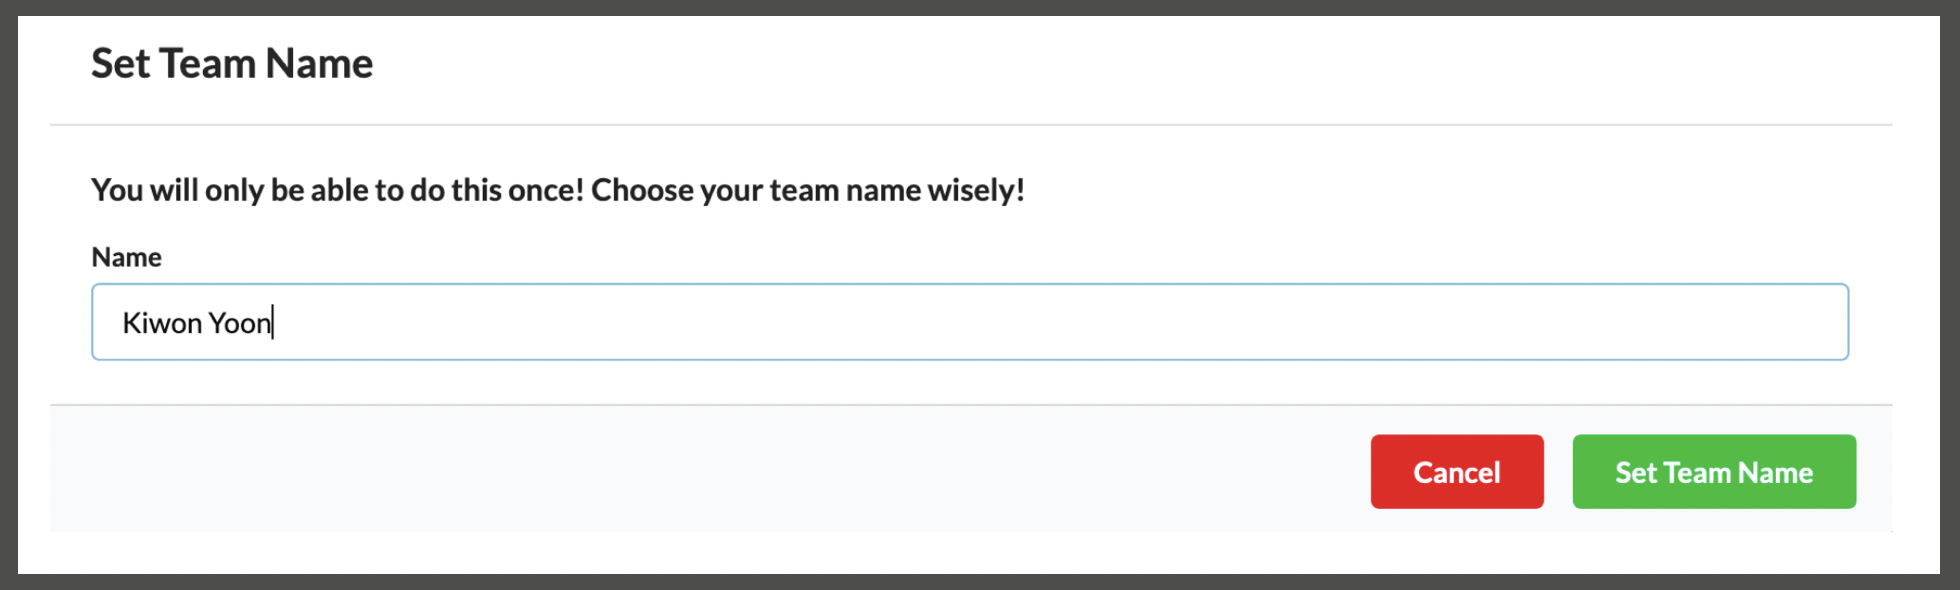 Set Team Name
You will only be able to do this once! Choose your team name wisely!
Name
Kiwon Yoon
Cancel
Set Team Name